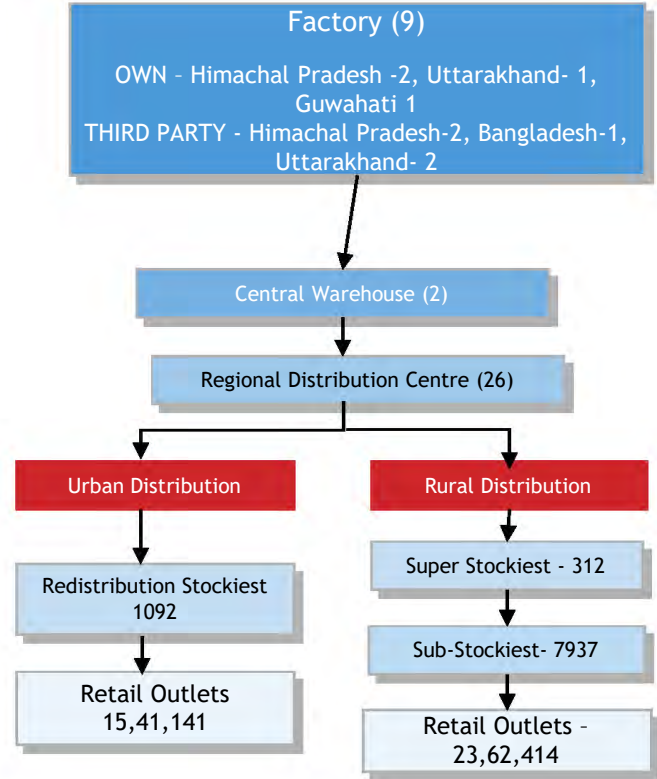 Factory (9)
OWN – Himachal Pradesh -2, Uttarakhand- 1,
Guwahati 1
THIRD PARTY - Himachal Pradesh-2, Bangladesh-1,
Uttarakhand- 2
Central Warehouse (2)
Regional Distribution Centre (26)
Urban Distribution
Redistribution Stockiest
1092
Retail Outlets
15,41,141
Rural Distribution
Super Stockiest - 312
Sub-Stockiest- 7937
Retail Outlets –
23,62,414